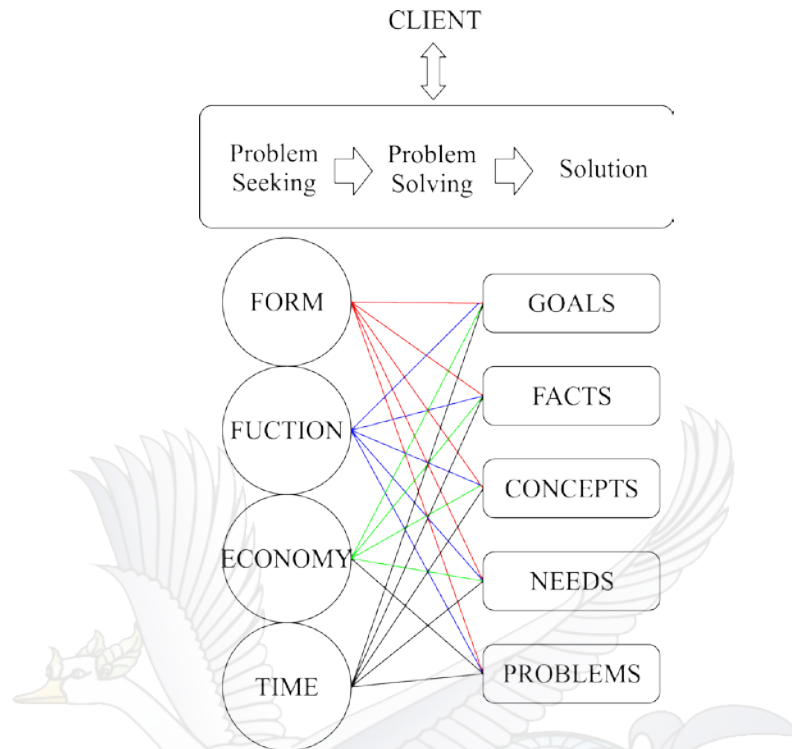 CLIENT
Problem
Seeking
Problem
Solving
Solution
FORM
FUCTION
ECONOMY
TIME
GOALS
FACTS
CONCEPTS
NEEDS
PROBLEMS